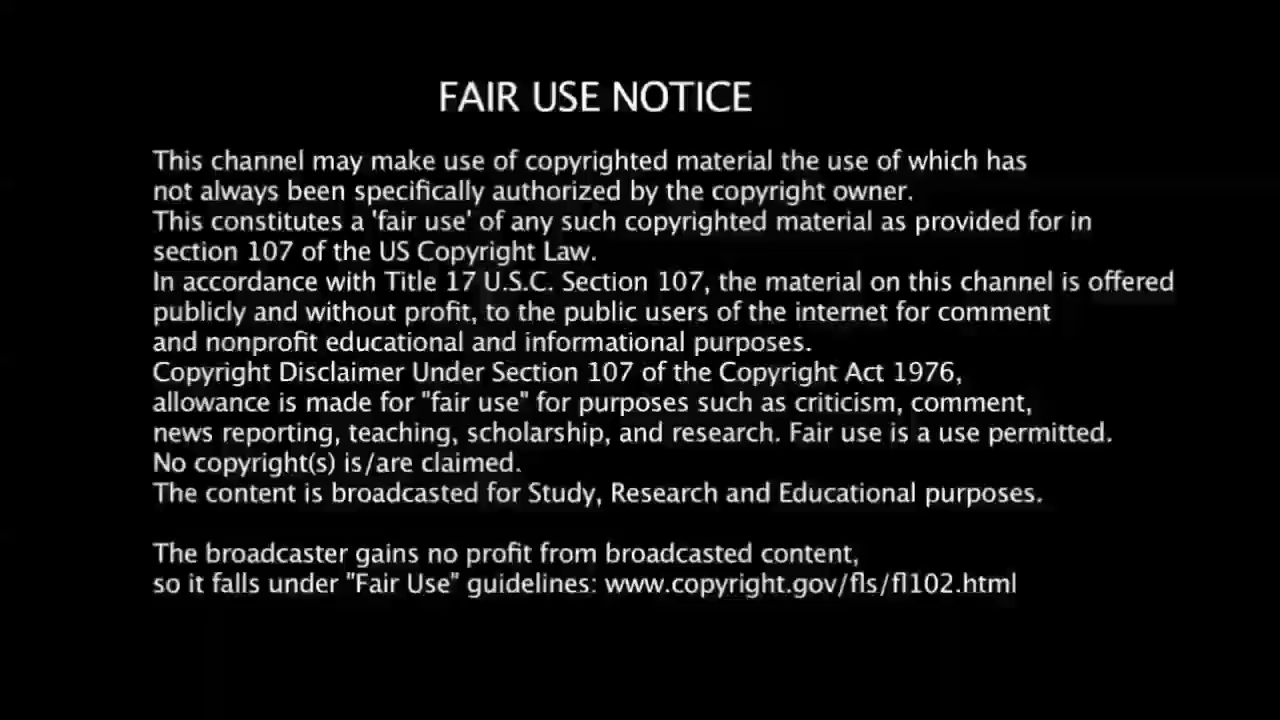 FAIR USE NOTICE
This channel may make use of copyrighted material the use of which has
not always been specifically authorized by the copyright owner.
This constitutes a 'fair use' of any such copyrighted material as provided for in
section 107 of the US Copyright Law.
In accordance with Title 17 U.S.C. Section 107, the material on this channel is offered
publicly and without profit, to the public users of the internet for comment
and nonprofit educational and informational purposes.
Copyright Disclaimer Under Section 107 of the Copyright Act 1976,
allowance is made for "fair use" for purposes such as criticism, comment,
news reporting, teaching, scholarship, and research. Fair use is a use permitted.
No copyright(s) is/are claimed.
The content is broadcasted for Study, Research and Educational purposes.
The broadcaster gains no profit from broadcasted content,
so it falls under "Fair Use" guidelines: www.copyright.gov/fls/fl102.html